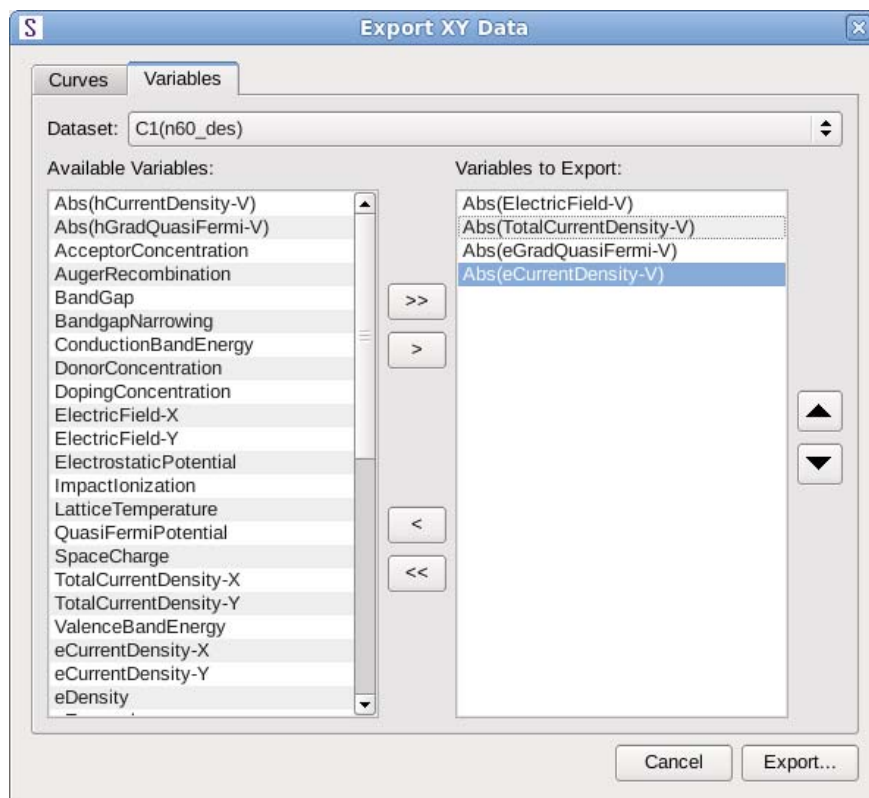 S Export XY Data
Curves Variables
Dataset: C1(n60_des)
Available Variables:
Abs(hCurrentDensity-V)
Abs(hGradQuasiFermi-V)
AcceptorConcentration
AugerRecombination
BandGap
BandgapNarrowing
ConductionBandEnergy
DonorConcentration
DopingConcentration
ElectricField-X
ElectricField-Y
ElectrostaticPotential
ImpactIonization
LatticeTemperature
QuasiFermiPotential
SpaceCharge
TotalCurrentDensity-X
TotalCurrentDensity-Y
ValenceBandEnergy
eCurrentDensity-X
eCurrentDensity-Y
eDensity
>>
>
<
<<
Variables to Export:
Abs(ElectricField-V)
Abs(TotalCurrentDensity-V)
Abs(eGradQuasiFermi-V)
Abs(eCurrentDensity-V)
Cancel Export...